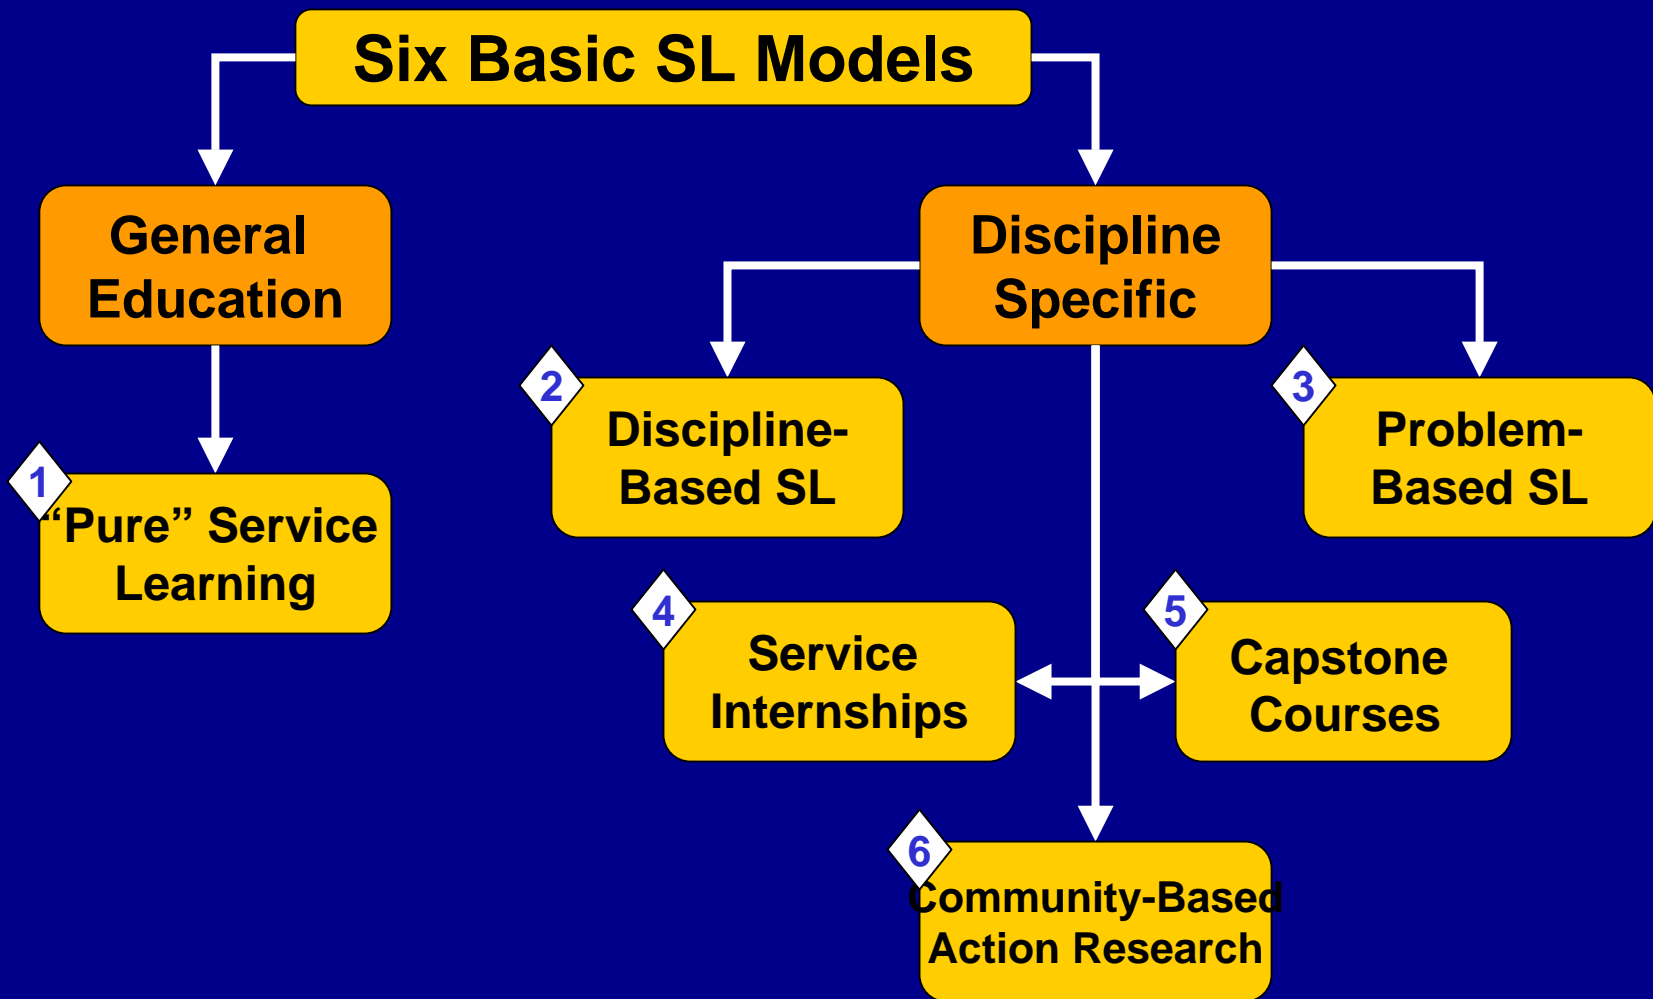 Six Basic SL Models
General
Education
Discipline
Specific
1
“Pure” Service
Learning
2
Discipline-
Based SL
3
Problem-
Based SL
4
Service
Internships
5
Capstone
Courses
6
Community-Based
Action Research